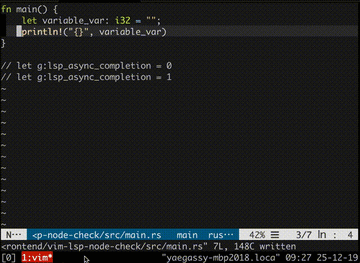 fn main() {
    let variable_var: i32 = "";
    println!("{}", variable_var)
}

// let g:lsp_async_completion = 0
// let g:lsp_async_completion = 1
~
~
~
~
~
~
~
~
~
~
~
N… <p-node-check/src/main.rs main rus… 42% ☰ 3/7 ln : 4
<rontend/vim-lsp-node-check/src/main.rs" 7L, 148C written
[0] 1:vim* "yaegassy-mbp2018.loca" 09:27 25-12-19